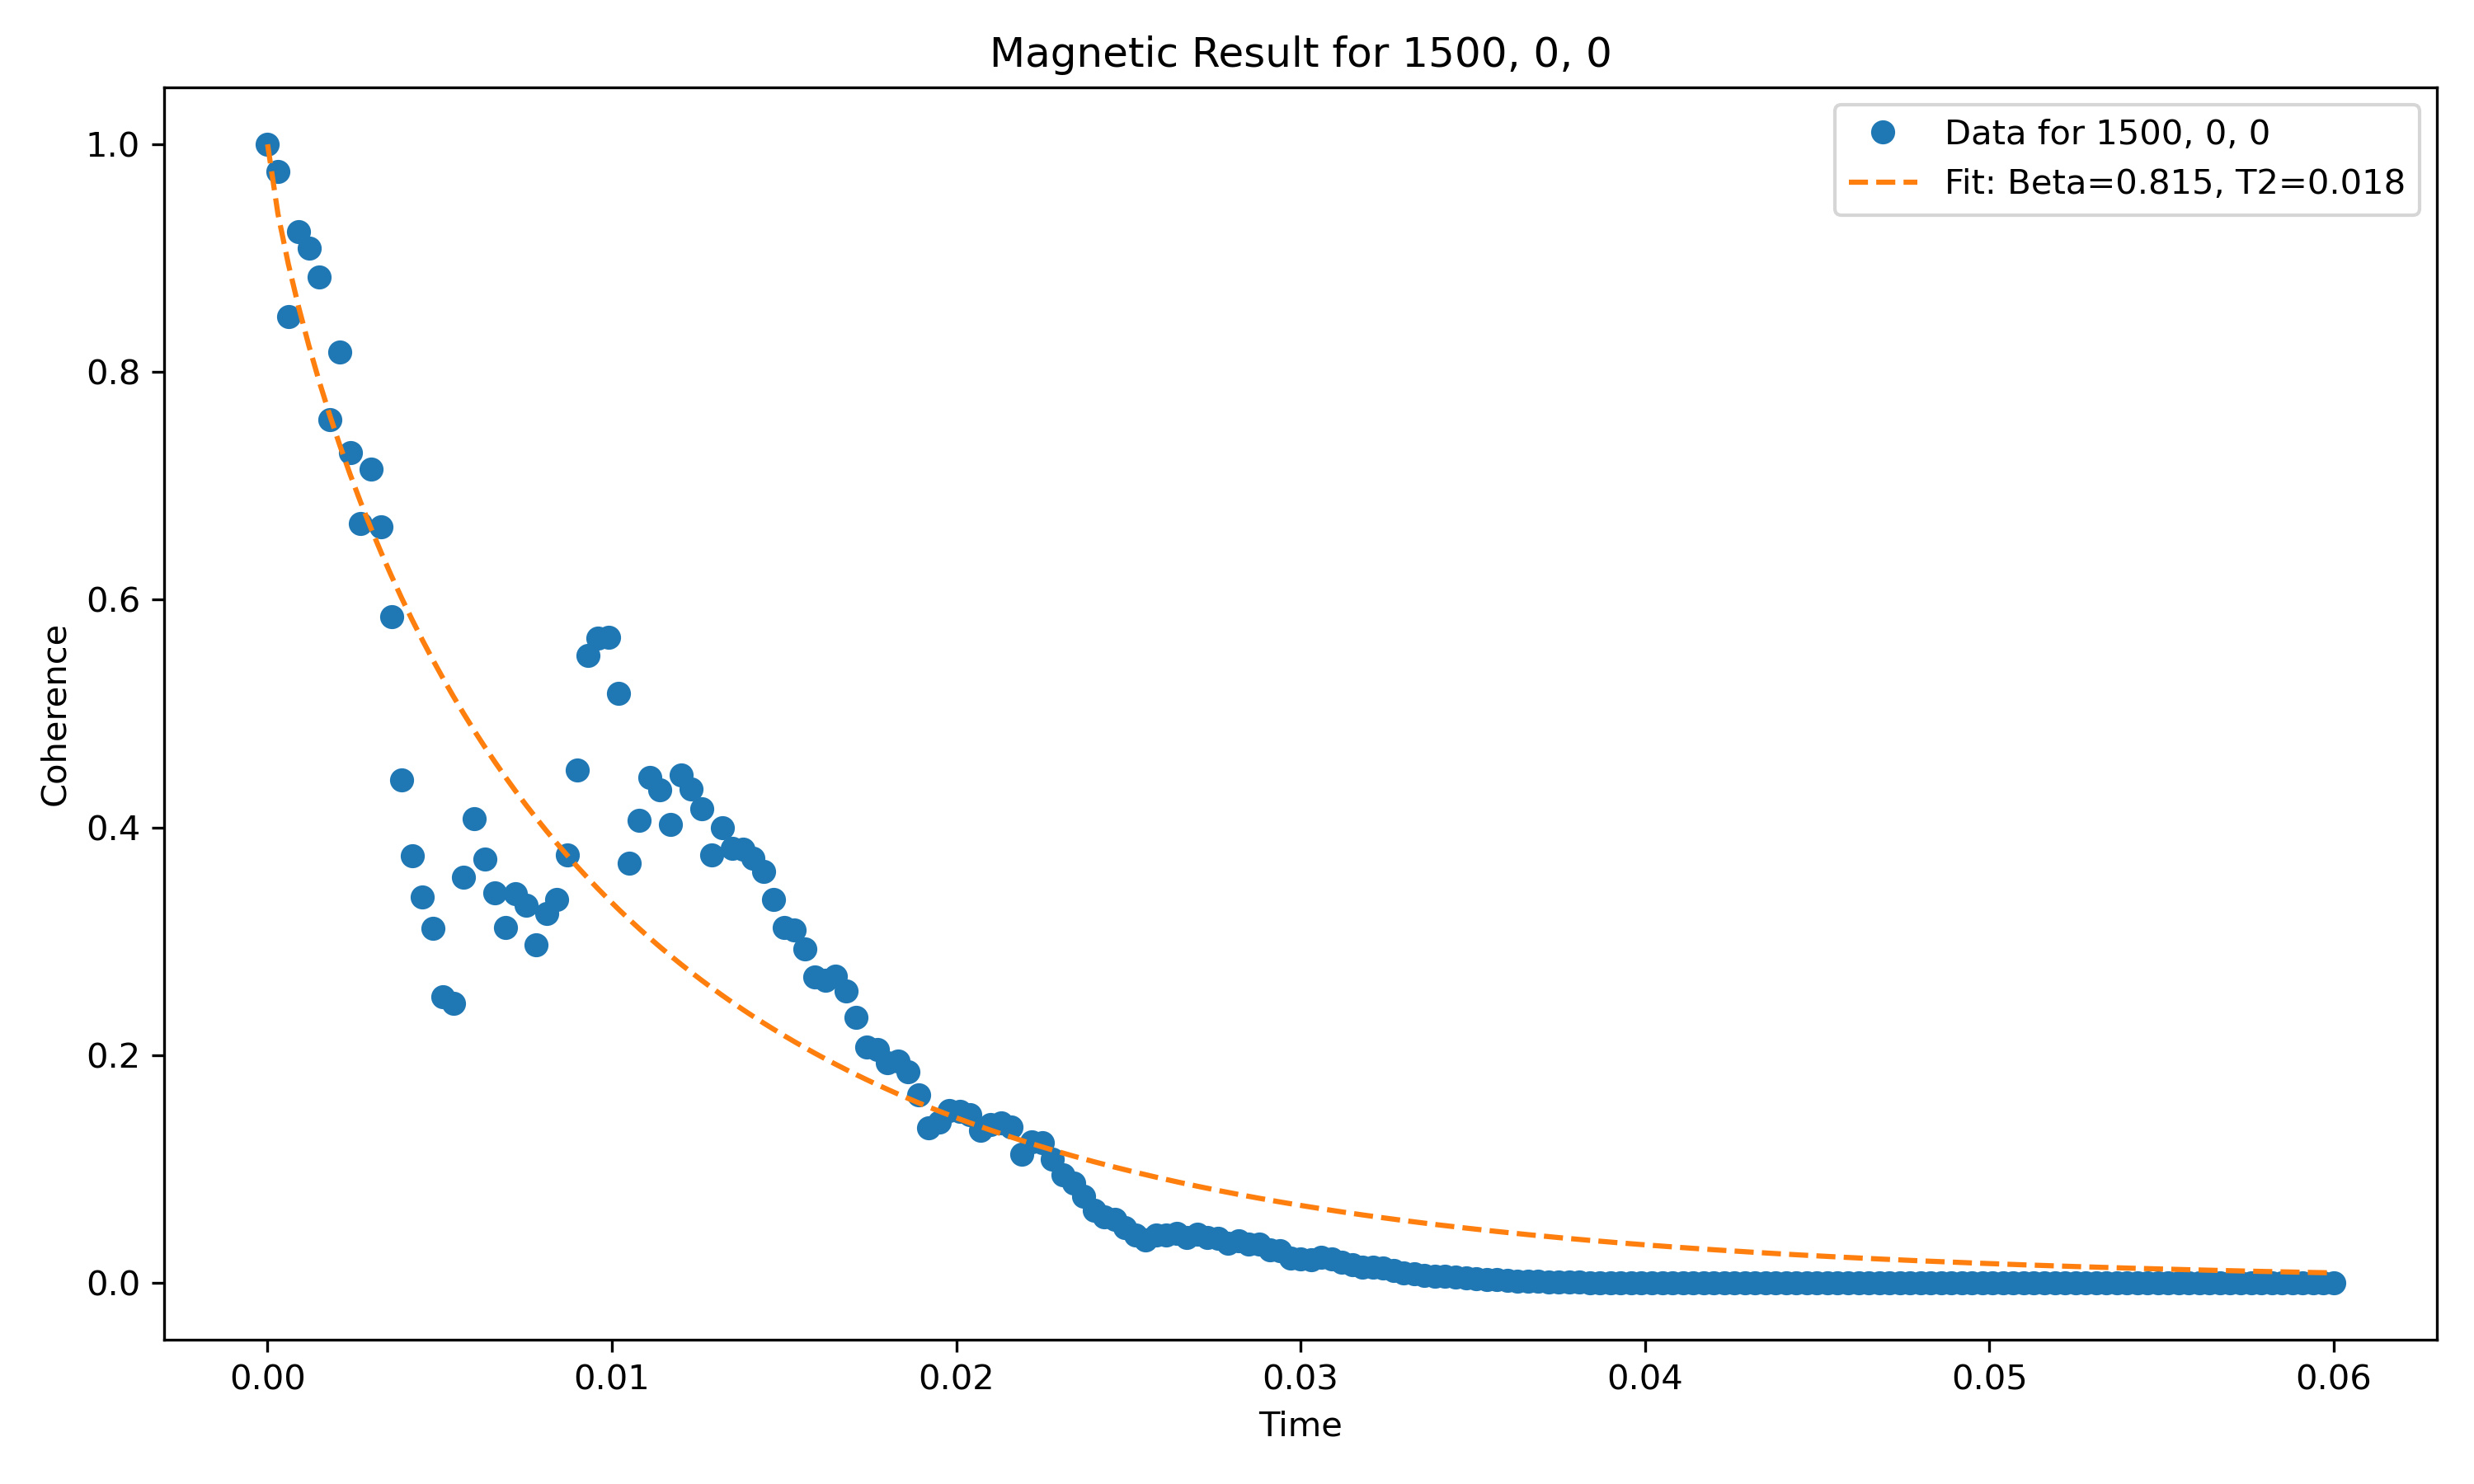 Magnetic Result for 1500, 0, 0
Data for 1500, 0, 0
Fit: Beta=0.815, T2=0.018
Coherence
1.0
0.8
0.6
0.4
0.2
0.0
0.00 0.01 0.02 0.03 0.04 0.05 0.06
Time